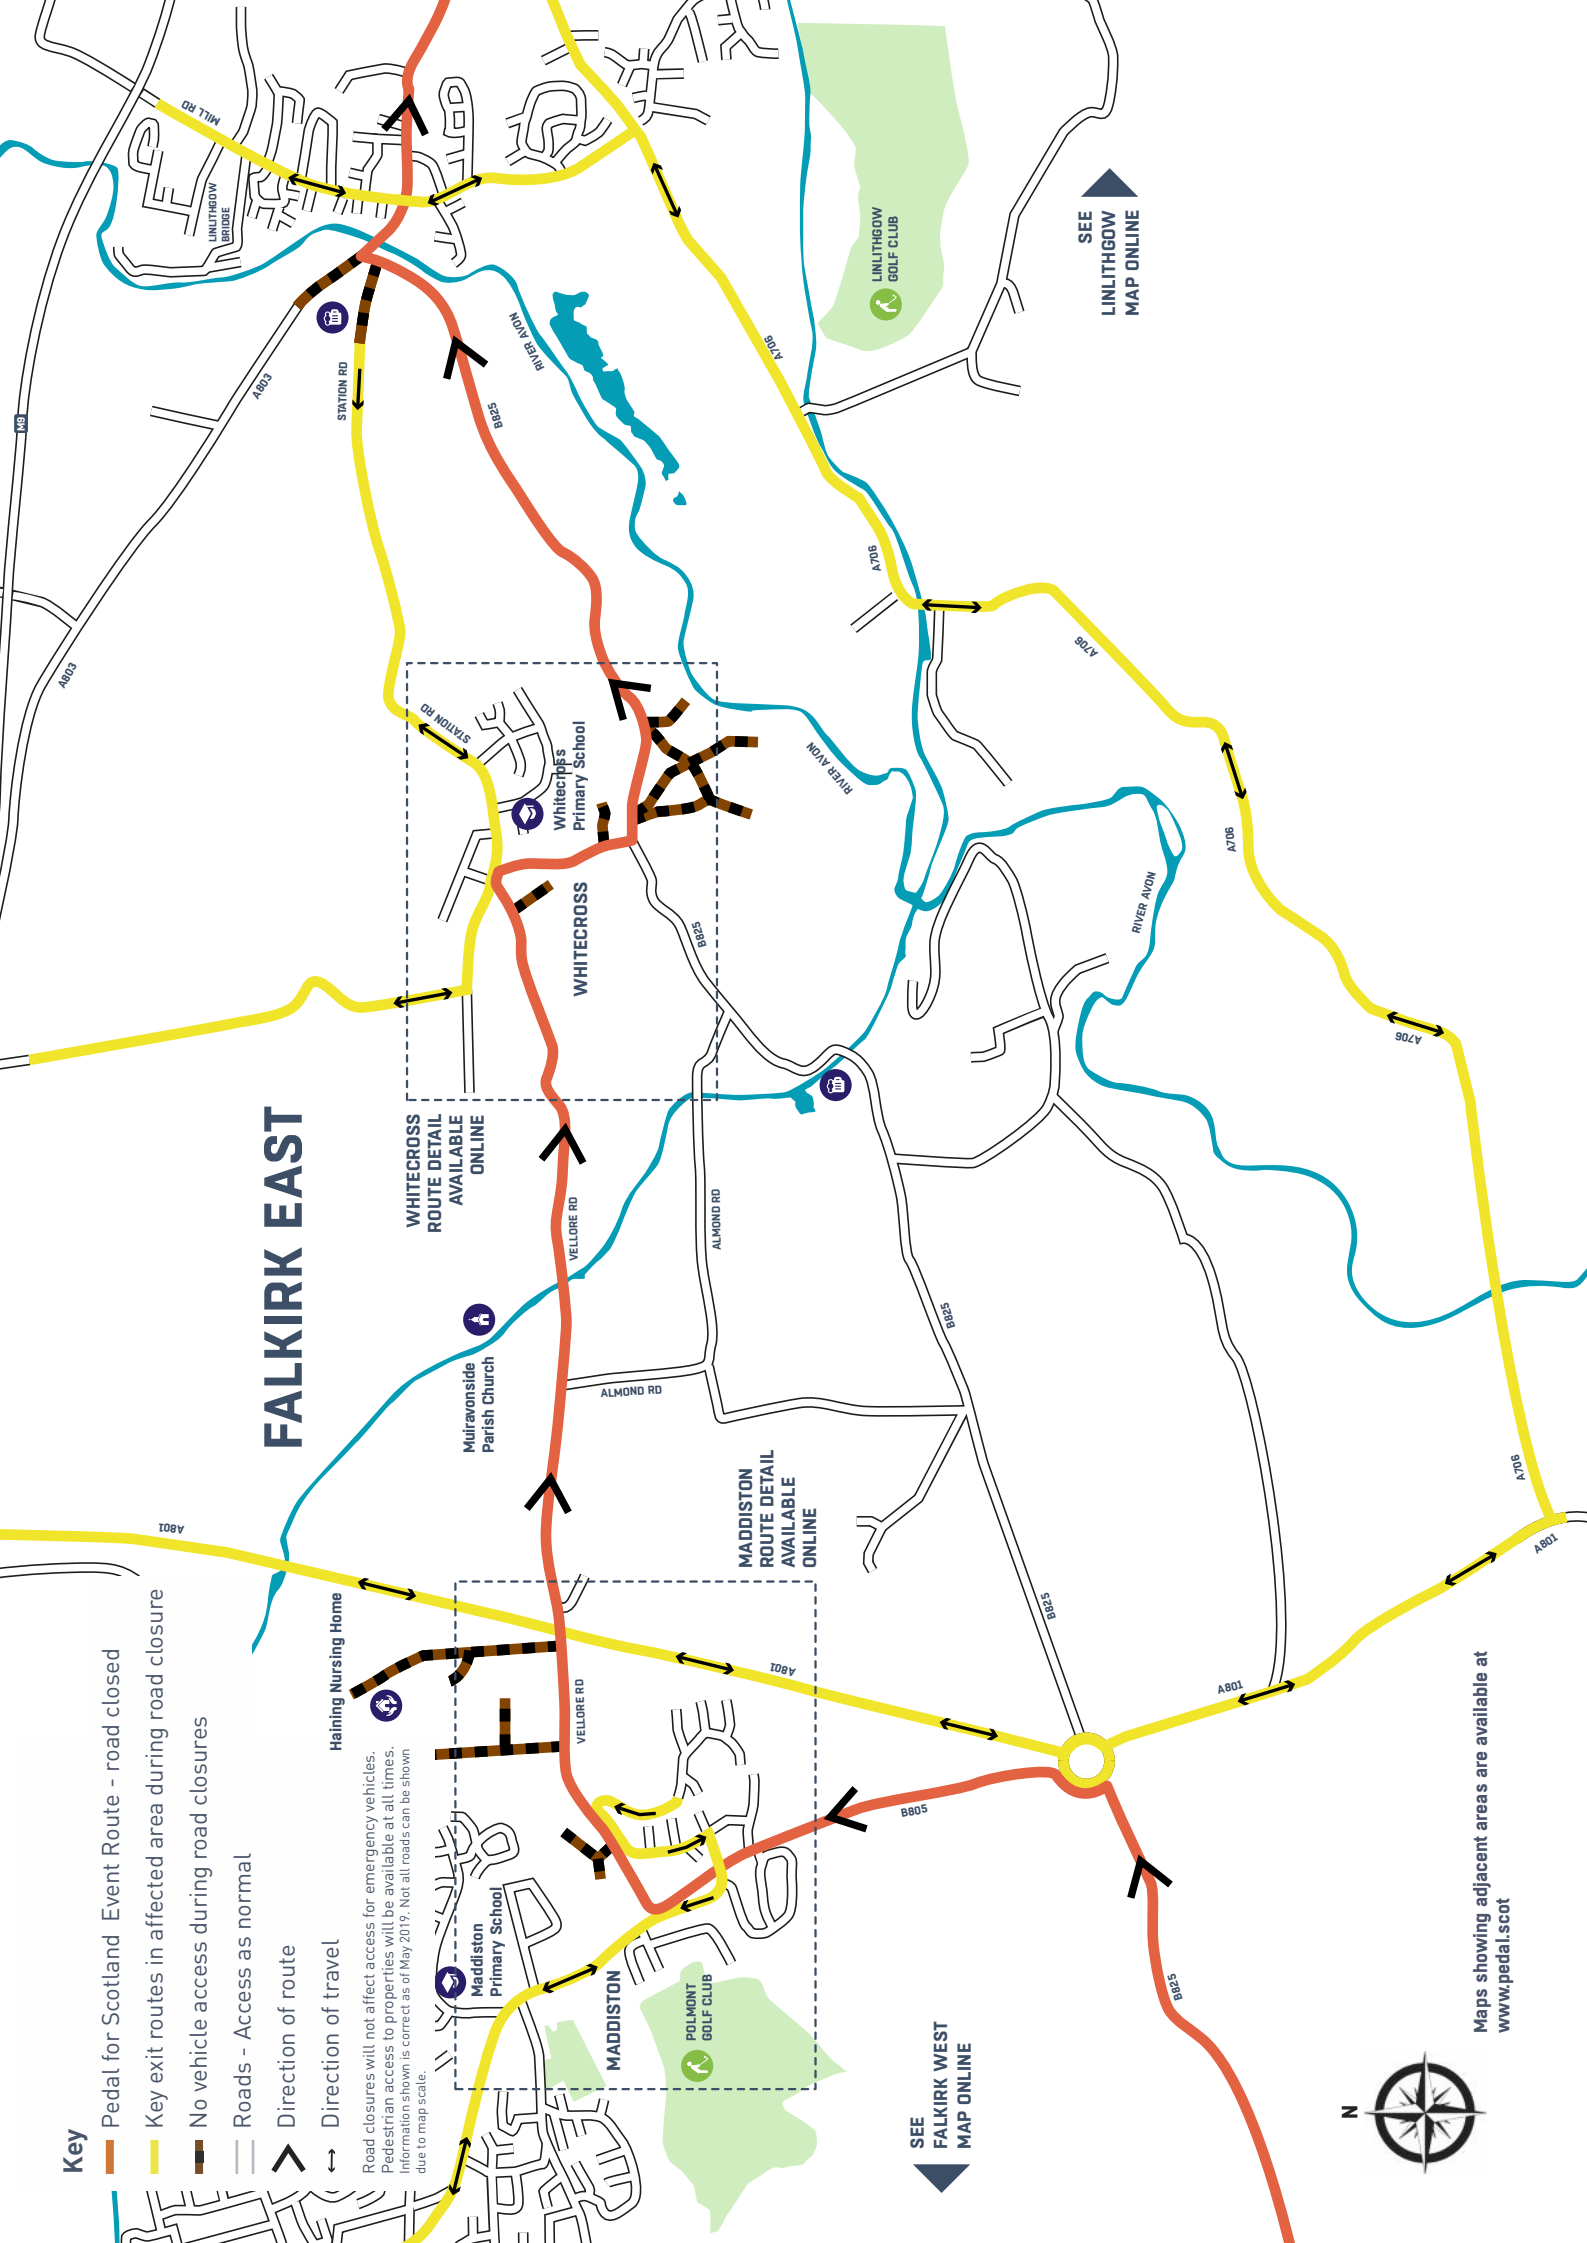 FALKIRK EAST
Key
Pedal for Scotland Event Route - road closed
Key exit routes in affected area during road closure
No vehicle access during road closures
Roads - Access as normal
Direction of route
Direction of travel
Road closures will not affect access for emergency vehicles.
Pedestrian access to properties will be available at all times.
Information shown is correct as of May 2019. Not all roads can be shown
due to map scale.
Haining Nursing Home
A801
Muiravonside
Parish Church
WHITECROSS
ROUTE DETAIL
AVAILABLE
ONLINE
A803
A803
M9
MILL RD
LINLITHGOW
BRIDGE
STATION RD
STATION RD
B825
RIVER AVON
Whitecross
Primary School
WHITECROSS
B825
VELLORE RD
ALMOND RD
ALMOND RD
VELLORE RD
Maddiston
Primary School
MADDISTON
POLMONT
GOLF CLUB
MADDISTON
ROUTE DETAIL
AVAILABLE
ONLINE
A801
A706
LINLITHGOW
GOLF CLUB
A706
RIVER AVON
B825
B805
SEE
FALKIRK WEST
MAP ONLINE
B825
A706
SEE
LINLITHGOW
MAP ONLINE
RIVER AVON
A706
A801
B825
A706
A706
A801
N
Maps showing adjacent areas are available at
www.pedal.scot